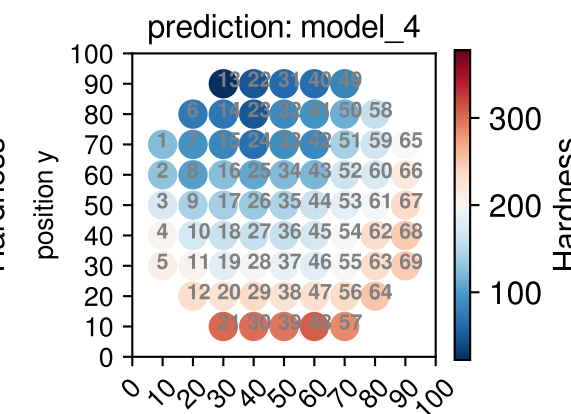 prediction: model_4
Hardness
position y
100
90
80
70
60
50
40
30
20
10
0
13 22 31 40 49
6 14 23 32 41 50 58
1 7 15 24 33 42 51 59 65
2 8 16 25 34 43 52 60 66
3 9 17 26 35 44 53 61 67
4 10 18 27 36 45 54 62 68
5 11 19 28 37 46 55 63 69
12 20 29 38 47 56 64
21 30 39 48 57
0 10 20 30 40 50 60 70 80 90 100
300
200
100
Hardness